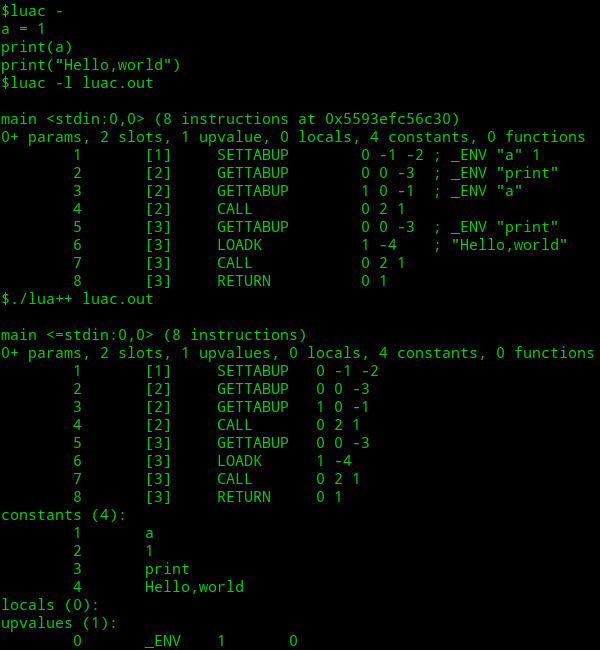 $luac -
a = 1
print(a)
print("Hello,world")
$luac -l luac.out
main <stdin:0,0> (8 instructions at 0x5593efc56c30)
0+ params, 2 slots, 1 upvalue, 0 locals, 4 constants, 0 functions
1 [1] SETTABUP 0 -1 -2 ; _ENV "a" 1
2 [2] GETTABUP 0 0 -3 ; _ENV "print"
3 [2] GETTABUP 1 0 -1 ; _ENV "a"
4 [2] CALL 0 2 1
5 [3] GETTABUP 0 0 -3 ; _ENV "print"
6 [3] LOADK 1 -4 ; "Hello,world"
7 [3] CALL 0 2 1
8 [3] RETURN 0 1
$./lua++ luac.out
main <=stdin:0,0> (8 instructions)
0+ params, 2 slots, 1 upvalues, 0 locals, 4 constants, 0 functions
1 [1] SETTABUP 0 -1 -2
2 [2] GETTABUP 0 0 -3
3 [2] GETTABUP 1 0 -1
4 [2] CALL 0 2 1
5 [3] GETTABUP 0 0 -3
6 [3] LOADK 1 -4
7 [3] CALL 0 2 1
8 [3] RETURN 0 1
constants (4):
1 a
2 1
3 print
4 Hello,world
locals (0):
upvalues (1):
0 _ENV 1 0